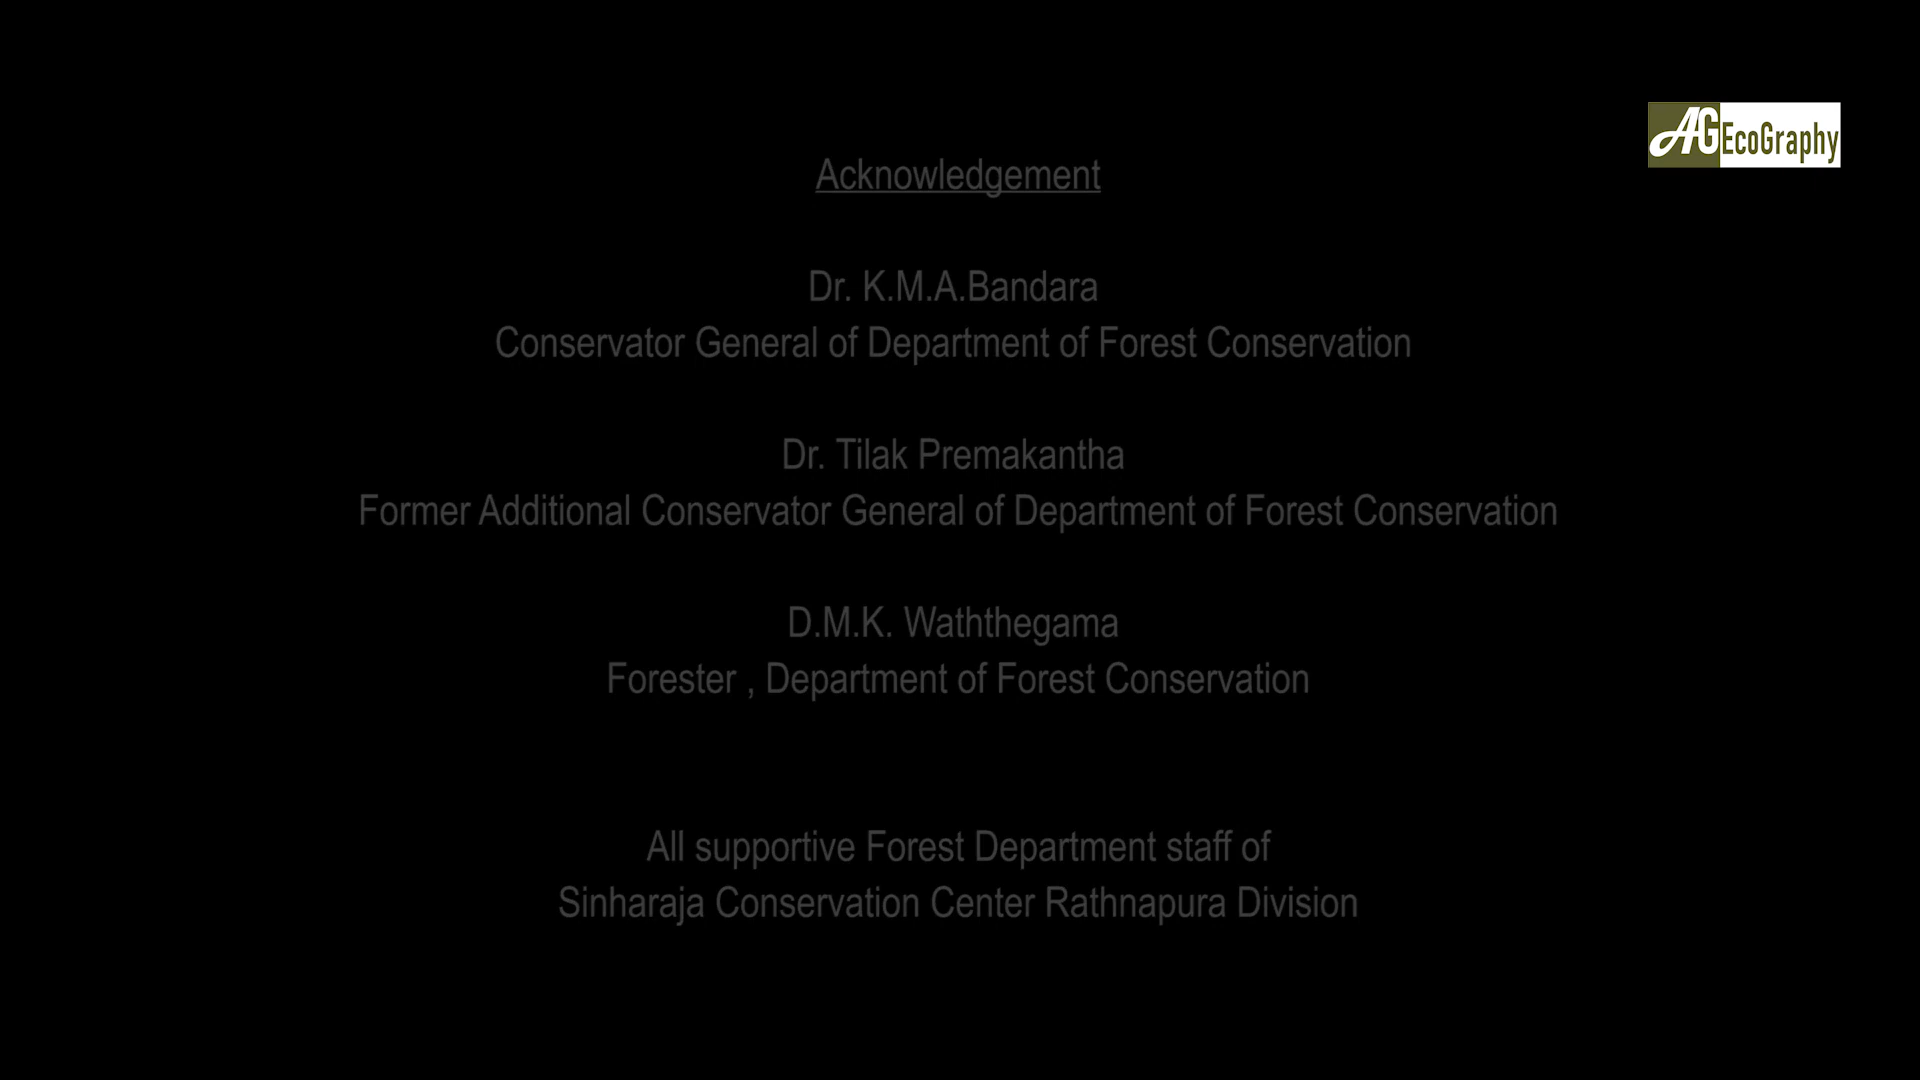 AG EcoGraphy
Acknowledgement
Dr. K.M.A.Bandara
Conservator General of Department of Forest Conservation
Dr. Tilak Premakantha
Former Additional Conservator General of Department of Forest Conservation
D.M.K. Waththegama
Forester , Department of Forest Conservation
All supportive Forest Department staff of
Sinharaja Conservation Center Rathnapura Division